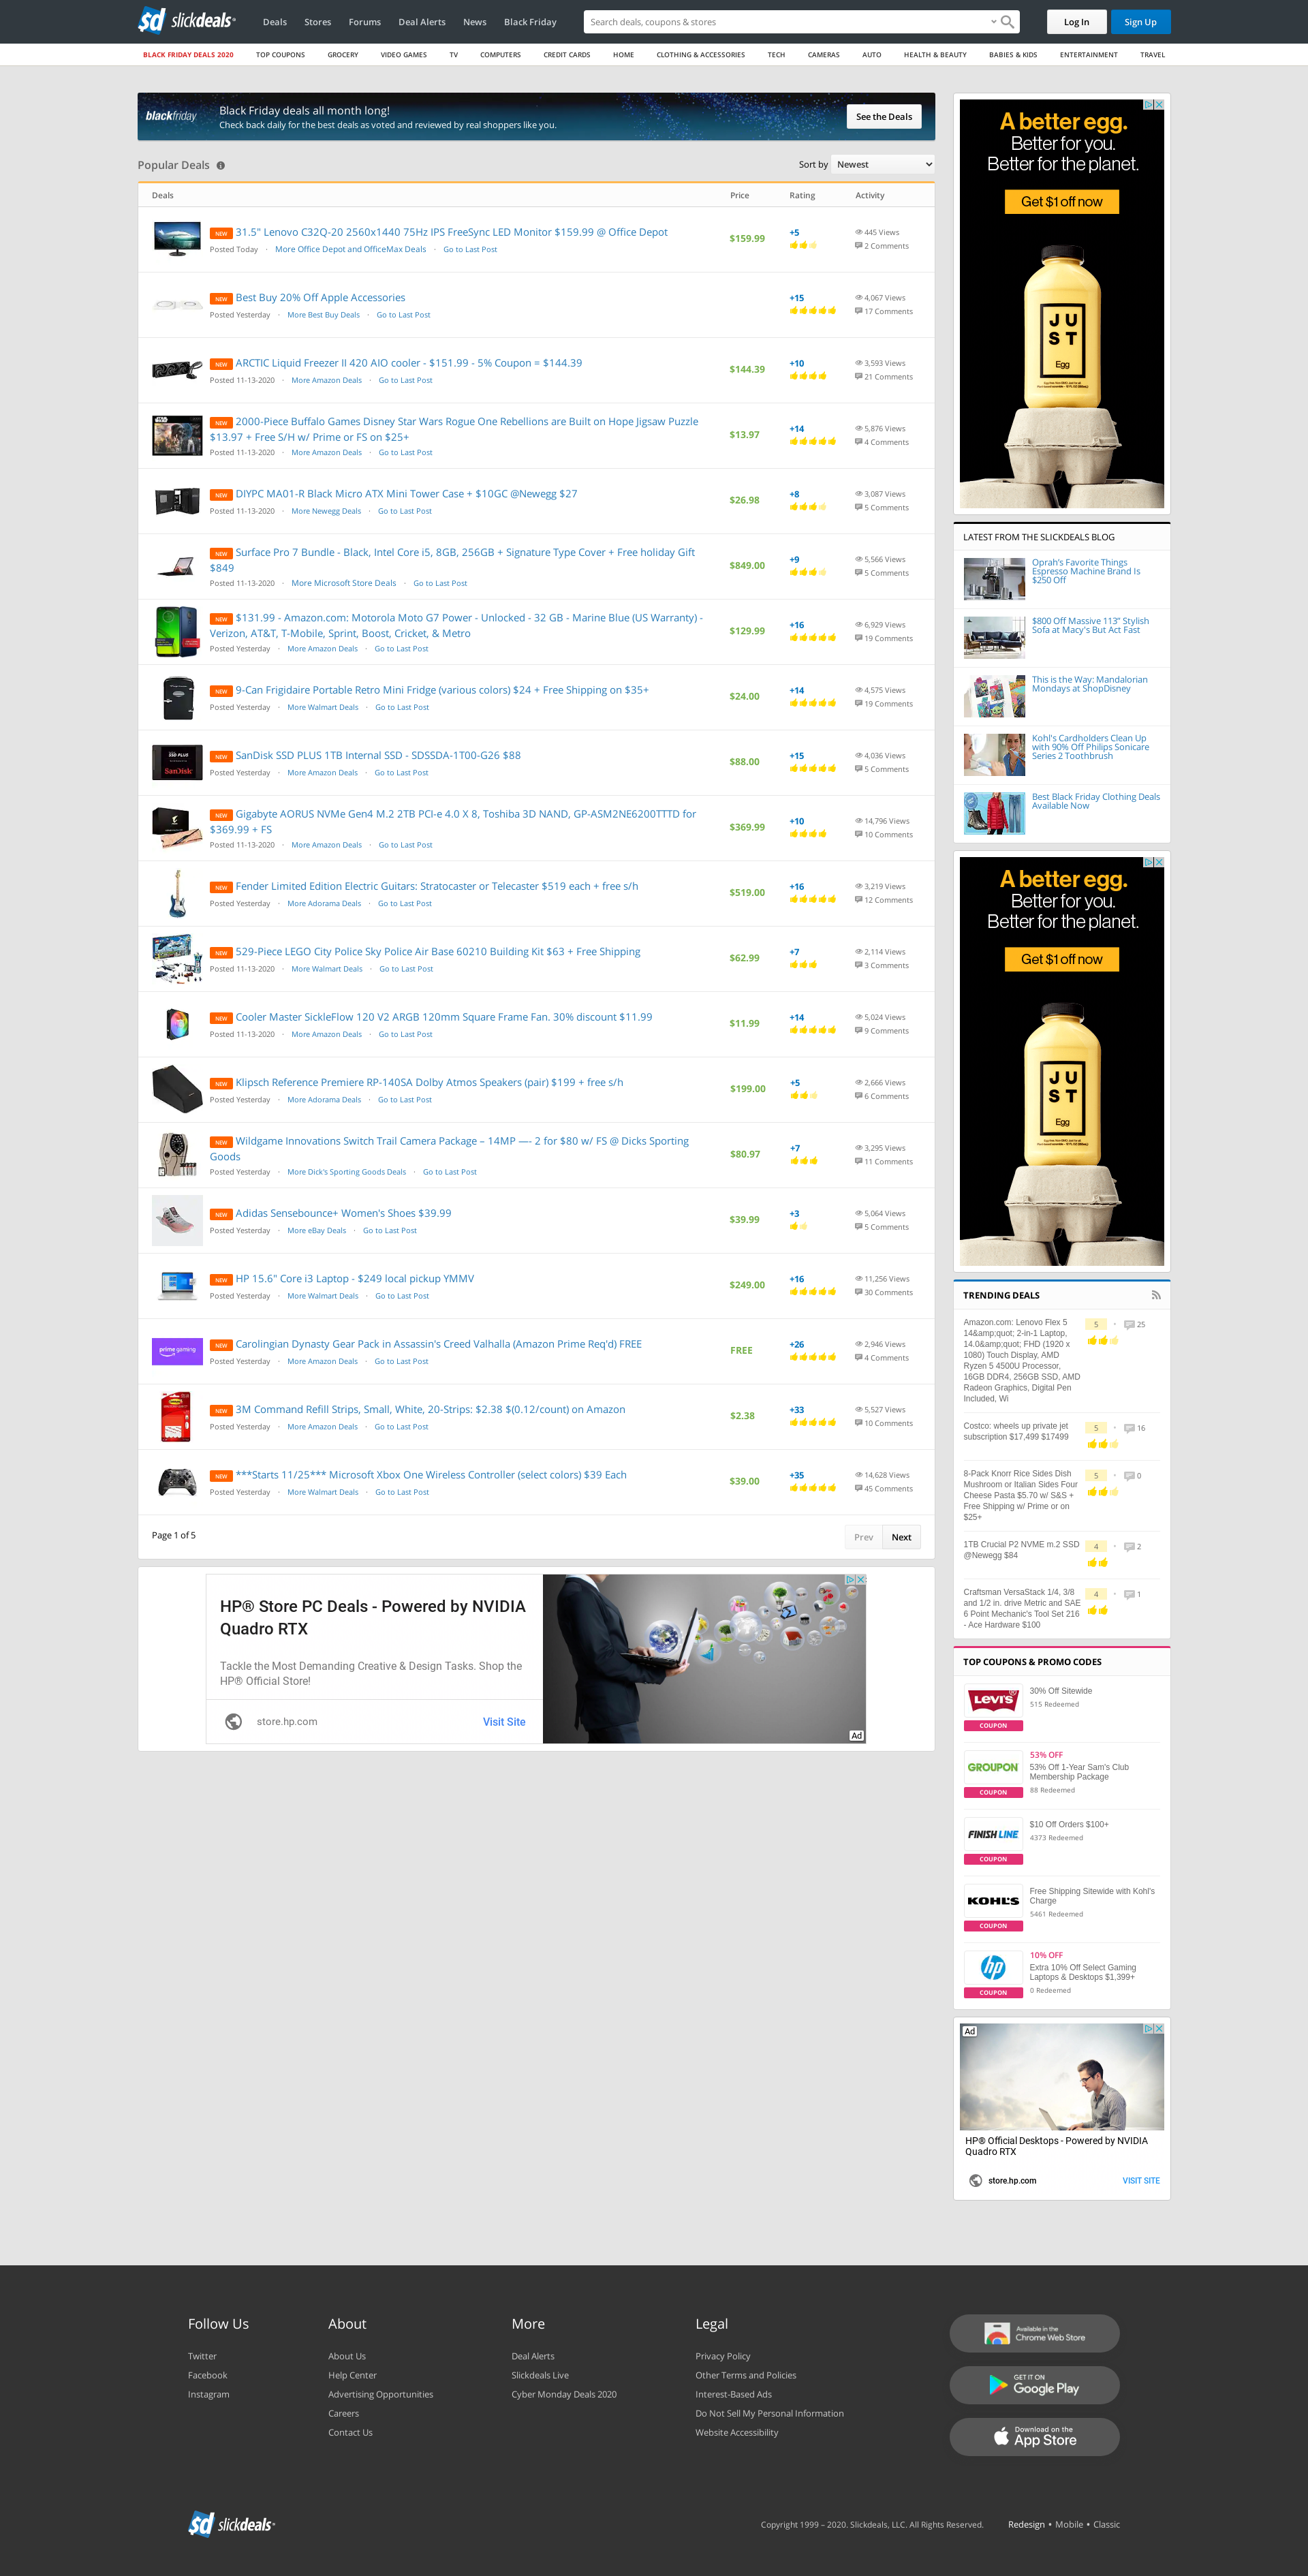 sd slickdeals
Deals
Stores
Forums
Deal Alerts
News
Black Friday
Search deals, coupons & stores
Log In
Sign Up
BLACK FRIDAY DEALS 2020
TOP COUPONS
GROCERY
VIDEO GAMES
TV
COMPUTERS
CREDIT CARDS
HOME
CLOTHING & ACCESSORIES
TECH
CAMERAS
AUTO
HEALTH & BEAUTY
BABIES & KIDS
ENTERTAINMENT
TRAVEL
blackfriday
Black Friday deals all month long!
Check back daily for the best deals as voted and reviewed by real shoppers like you.
See the Deals
Popular Deals
Sort by Newest
Deals Price Rating Activity
NEW 31.5" Lenovo C32Q-20 2560x1440 75Hz IPS FreeSync LED Monitor $159.99 @ Office Depot
Posted Today · More Office Depot and OfficeMax Deals · Go to Last Post
$159.99
+5
445 Views
2 Comments
NEW Best Buy 20% Off Apple Accessories
Posted Yesterday · More Best Buy Deals · Go to Last Post
+15
4,067 Views
17 Comments
NEW ARCTIC Liquid Freezer II 420 AIO cooler - $151.99 - 5% Coupon = $144.39
Posted 11-13-2020 · More Amazon Deals · Go to Last Post
$144.39
+10
3,593 Views
21 Comments
NEW 2000-Piece Buffalo Games Disney Star Wars Rogue One Rebellions are Built on Hope Jigsaw Puzzle
$13.97 + Free S/H w/ Prime or FS on $25+
Posted 11-13-2020 · More Amazon Deals · Go to Last Post
$13.97
+14
5,876 Views
4 Comments
NEW DIYPC MA01-R Black Micro ATX Mini Tower Case + $10GC @Newegg $27
Posted 11-13-2020 · More Newegg Deals · Go to Last Post
$26.98
+8
3,087 Views
5 Comments
NEW Surface Pro 7 Bundle - Black, Intel Core i5, 8GB, 256GB + Signature Type Cover + Free holiday Gift
$849
Posted 11-13-2020 · More Microsoft Store Deals · Go to Last Post
$849.00
+9
5,566 Views
5 Comments
NEW $131.99 - Amazon.com: Motorola Moto G7 Power - Unlocked - 32 GB - Marine Blue (US Warranty) -
Verizon, AT&T, T-Mobile, Sprint, Boost, Cricket, & Metro
Posted Yesterday · More Amazon Deals · Go to Last Post
$129.99
+16
6,929 Views
19 Comments
NEW 9-Can Frigidaire Portable Retro Mini Fridge (various colors) $24 + Free Shipping on $35+
Posted Yesterday · More Walmart Deals · Go to Last Post
$24.00
+14
4,575 Views
19 Comments
SSD PLUS
SanDisk
NEW SanDisk SSD PLUS 1TB Internal SSD - SDSSDA-1T00-G26 $88
Posted Yesterday · More Amazon Deals · Go to Last Post
$88.00
+15
4,036 Views
5 Comments
NEW Gigabyte AORUS NVMe Gen4 M.2 2TB PCI-e 4.0 X 8, Toshiba 3D NAND, GP-ASM2NE6200TTTD for
$369.99 + FS
Posted 11-13-2020 · More Amazon Deals · Go to Last Post
$369.99
+10
14,796 Views
10 Comments
NEW Fender Limited Edition Electric Guitars: Stratocaster or Telecaster $519 each + free s/h
Posted Yesterday · More Adorama Deals · Go to Last Post
$519.00
+16
3,219 Views
12 Comments
NEW 529-Piece LEGO City Police Sky Police Air Base 60210 Building Kit $63 + Free Shipping
Posted 11-13-2020 · More Walmart Deals · Go to Last Post
$62.99
+7
2,114 Views
3 Comments
NEW Cooler Master SickleFlow 120 V2 ARGB 120mm Square Frame Fan. 30% discount $11.99
Posted 11-13-2020 · More Amazon Deals · Go to Last Post
$11.99
+14
5,024 Views
9 Comments
NEW Klipsch Reference Premiere RP-140SA Dolby Atmos Speakers (pair) $199 + free s/h
Posted Yesterday · More Adorama Deals · Go to Last Post
$199.00
+5
2,666 Views
6 Comments
NEW Wildgame Innovations Switch Trail Camera Package – 14MP —- 2 for $80 w/ FS @ Dicks Sporting
Goods
Posted Yesterday · More Dick's Sporting Goods Deals · Go to Last Post
$80.97
+7
3,295 Views
11 Comments
NEW Adidas Sensebounce+ Women's Shoes $39.99
Posted Yesterday · More eBay Deals · Go to Last Post
$39.99
+3
5,064 Views
5 Comments
NEW HP 15.6" Core i3 Laptop - $249 local pickup YMMV
Posted Yesterday · More Walmart Deals · Go to Last Post
$249.00
+16
11,256 Views
30 Comments
prime gaming
NEW Carolingian Dynasty Gear Pack in Assassin's Creed Valhalla (Amazon Prime Req'd) FREE
Posted Yesterday · More Amazon Deals · Go to Last Post
FREE
+26
2,946 Views
4 Comments
NEW 3M Command Refill Strips, Small, White, 20-Strips: $2.38 $(0.12/count) on Amazon
Posted Yesterday · More Amazon Deals · Go to Last Post
$2.38
+33
5,527 Views
10 Comments
NEW ***Starts 11/25*** Microsoft Xbox One Wireless Controller (select colors) $39 Each
Posted Yesterday · More Walmart Deals · Go to Last Post
$39.00
+35
14,628 Views
45 Comments
Page 1 of 5
Prev Next
HP® Store PC Deals - Powered by NVIDIA
Quadro RTX
Tackle the Most Demanding Creative & Design Tasks. Shop the
HP® Official Store!
store.hp.com
Visit Site
Ad
A better egg.
Better for you.
Better for the planet.
Get $1 off now
JUST
Egg
LATEST FROM THE SLICKDEALS BLOG
Oprah's Favorite Things
Espresso Machine Brand Is
$250 Off
$800 Off Massive 113" Stylish
Sofa at Macy's But Act Fast
This is the Way: Mandalorian
Mondays at ShopDisney
Kohl's Cardholders Clean Up
with 90% Off Philips Sonicare
Series 2 Toothbrush
Best Black Friday Clothing Deals
Available Now
A better egg.
Better for you.
Better for the planet.
Get $1 off now
JUST
Egg
TRENDING DEALS
Amazon.com: Lenovo Flex 5
14&amp;quot; 2-in-1 Laptop,
14.0&amp;quot; FHD (1920 x
1080) Touch Display, AMD
Ryzen 5 4500U Processor,
16GB DDR4, 256GB SSD, AMD
Radeon Graphics, Digital Pen
Included, Wi
5 · 25
Costco: wheels up private jet
subscription $17,499 $17499
5 · 16
8-Pack Knorr Rice Sides Dish
Mushroom or Italian Sides Four
Cheese Pasta $5.70 w/ S&S +
Free Shipping w/ Prime or on
$25+
5 · 0
1TB Crucial P2 NVME m.2 SSD
@Newegg $84
4 · 2
Craftsman VersaStack 1/4, 3/8
and 1/2 in. drive Metric and SAE
6 Point Mechanic's Tool Set 216
- Ace Hardware $100
4 · 1
TOP COUPONS & PROMO CODES
LEVI'S
COUPON
30% Off Sitewide
515 Redeemed
GROUPON
COUPON
53% OFF
53% Off 1-Year Sam's Club
Membership Package
88 Redeemed
FINISH LINE
COUPON
$10 Off Orders $100+
4373 Redeemed
KOHL'S
COUPON
Free Shipping Sitewide with Kohl's
Charge
5461 Redeemed
hp
COUPON
10% OFF
Extra 10% Off Select Gaming
Laptops & Desktops $1,399+
0 Redeemed
Ad
HP® Official Desktops - Powered by NVIDIA
Quadro RTX
store.hp.com
VISIT SITE
Follow Us
Twitter
Facebook
Instagram
About
About Us
Help Center
Advertising Opportunities
Careers
Contact Us
More
Deal Alerts
Slickdeals Live
Cyber Monday Deals 2020
Legal
Privacy Policy
Other Terms and Policies
Interest-Based Ads
Do Not Sell My Personal Information
Website Accessibility
Available in the
Chrome Web Store
GET IT ON
Google Play
Download on the
App Store
sd slickdeals
Copyright 1999 – 2020. Slickdeals, LLC. All Rights Reserved.
Redesign • Mobile • Classic